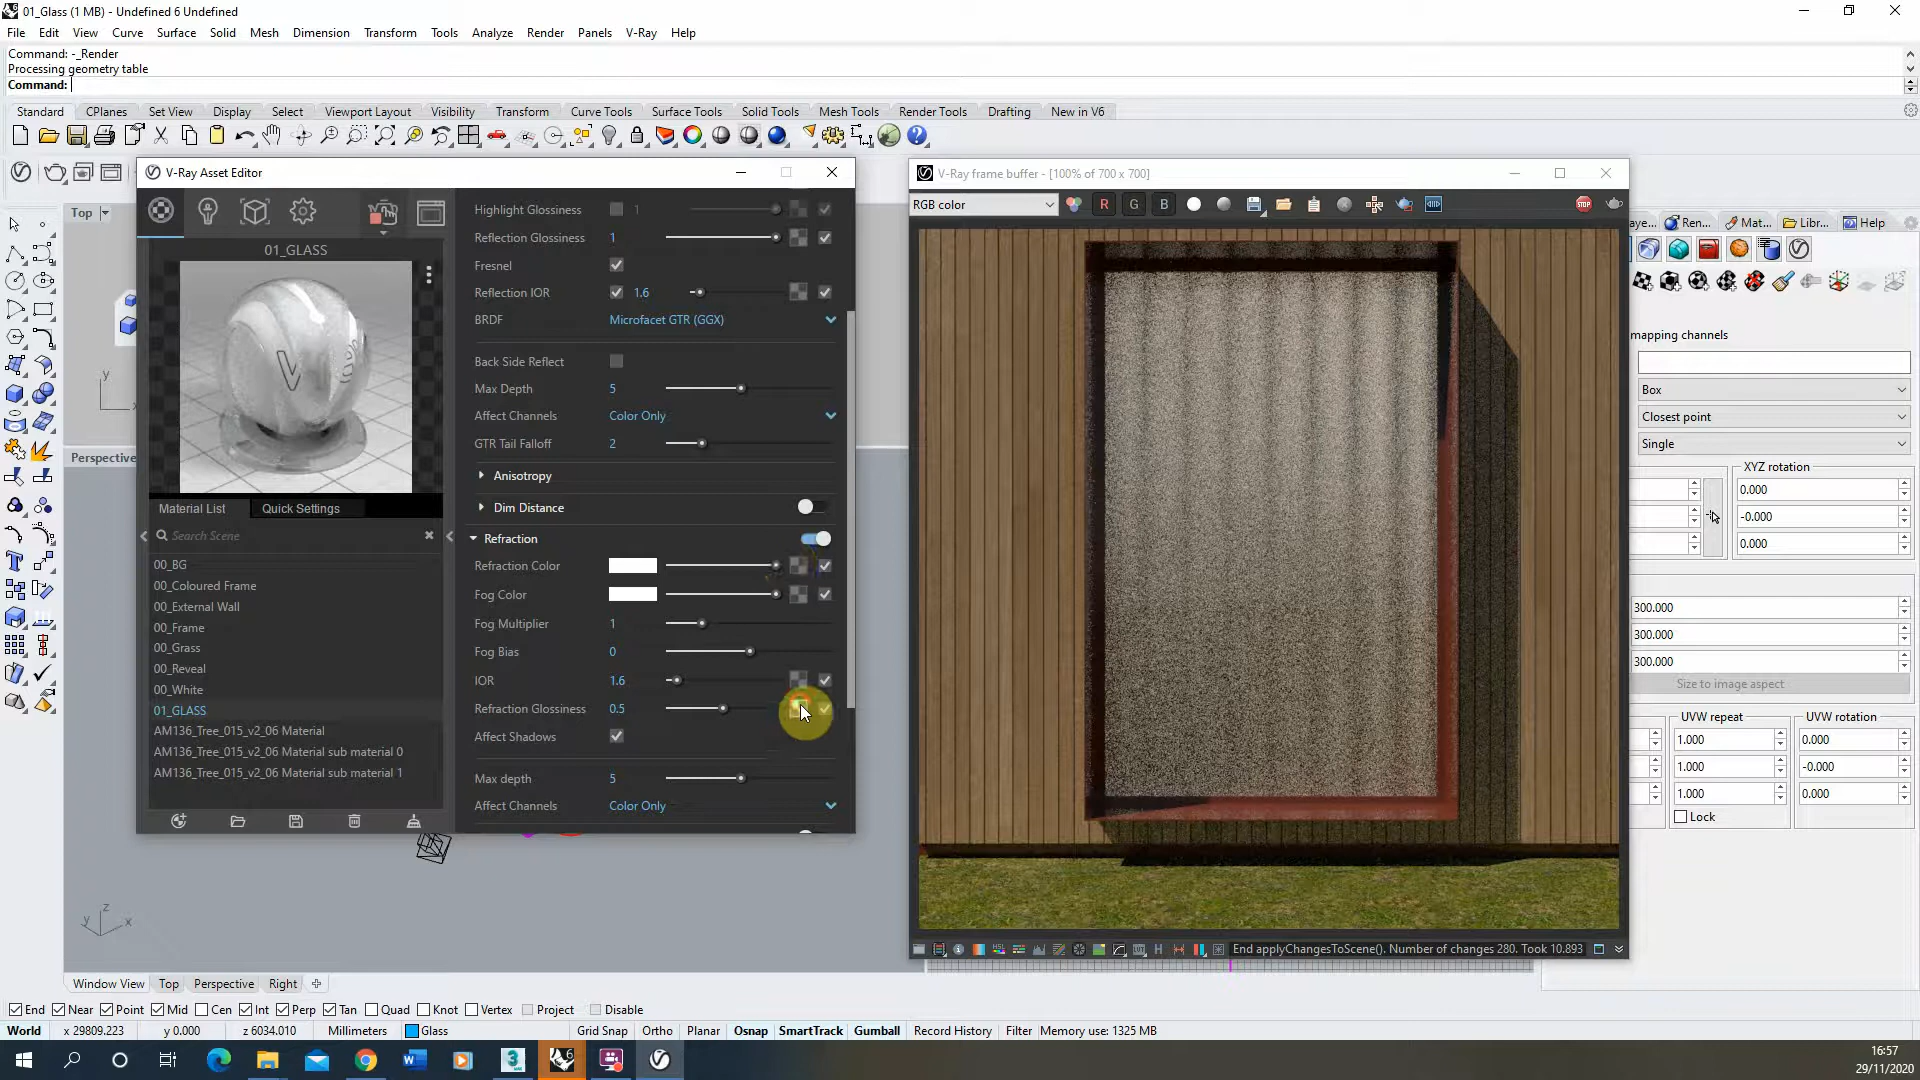 01_Glass (1 MB) - Undefined 6 Undefined
File Edit View Curve Surface Solid Mesh Dimension Transform Tools Analyze Render Panels V-Ray Help
Command: -_Render
Processing geometry table
Command:
Standard CPlanes Set View Display Select Viewport Layout Visibility Transform Curve Tools Surface Tools Solid Tools Mesh Tools Render Tools Drafting New in V6
V-Ray Asset Editor
V-Ray frame buffer - [100% of 700 x 700]
RGB color R G B STOP
Top
Perspective
Ren... Mat... Libr... Help
01_GLASS
Material List Quick Settings
Search Scene
00_BG
00_Coloured Frame
00_External Wall
00_Frame
00_Grass
00_Reveal
00_White
01_GLASS
AM136_Tree_015_v2_06 Material
AM136_Tree_015_v2_06 Material sub material 0
AM136_Tree_015_v2_06 Material sub material 1
Highlight Glossiness 1
Reflection Glossiness 1
Fresnel
Reflection IOR 1.6
BRDF Microfacet GTR (GGX)
Back Side Reflect
Max Depth 5
Affect Channels Color Only
GTR Tail Falloff 2
Anisotropy
Dim Distance
Refraction
Refraction Color
Fog Color
Fog Multiplier 1
Fog Bias 0
IOR 1.6
Refraction Glossiness 0.5
Affect Shadows
Max depth 5
Affect Channels Color Only
End applyChangesToScene(). Number of changes 280. Took 10.893
mapping channels
Box
Closest point
Single
XYZ rotation
0.000
-0.000
0.000
300.000
300.000
300.000
Size to image aspect
UVW repeat UVW rotation
1.000 0.000
1.000 -0.000
1.000 0.000
Lock
Window View Top Perspective Right
End Near Point Mid Cen Int Perp Tan Quad Knot Vertex Project Disable
World x 29809.223 y 0.000 z 6034.010 Millimeters Glass Grid Snap Ortho Planar Osnap SmartTrack Gumball Record History Filter Memory use: 1325 MB
16:57
29/11/2020